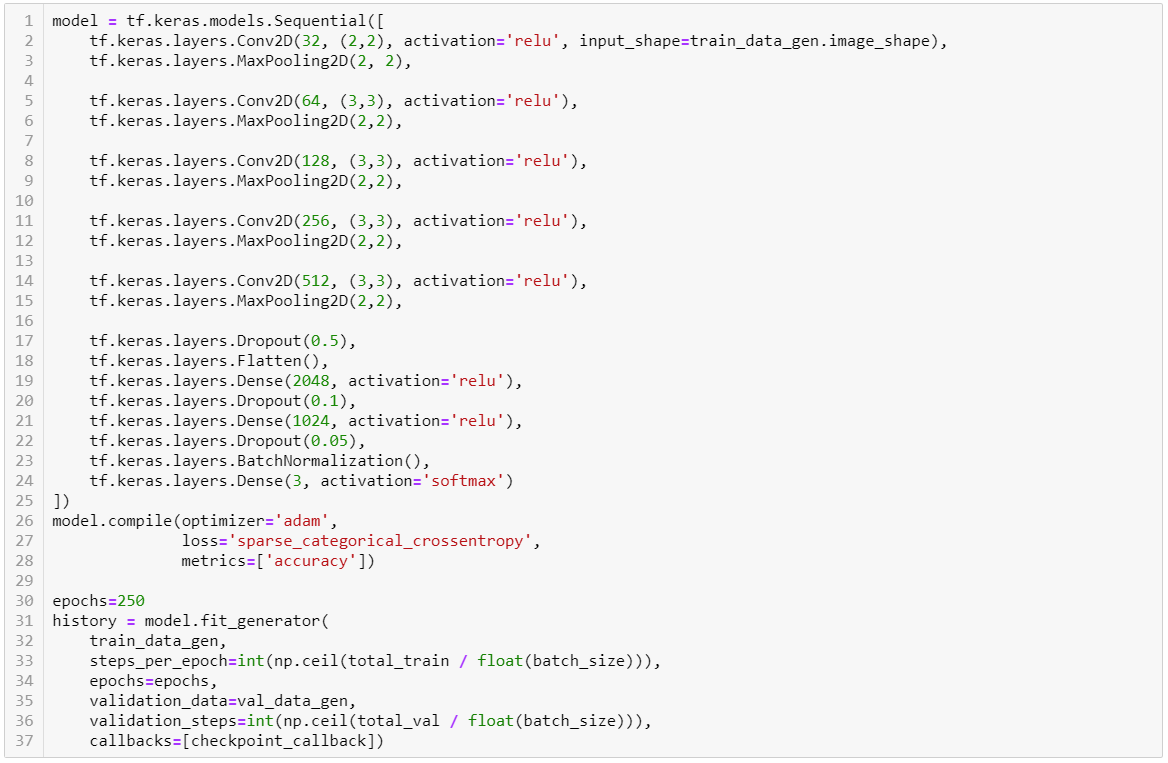 1 model = tf.keras.models.Sequential([
2     tf.keras.layers.Conv2D(32, (2,2), activation='relu', input_shape=train_data_gen.image_shape),
3     tf.keras.layers.MaxPooling2D(2, 2),
4
5     tf.keras.layers.Conv2D(64, (3,3), activation='relu'),
6     tf.keras.layers.MaxPooling2D(2,2),
7
8     tf.keras.layers.Conv2D(128, (3,3), activation='relu'),
9     tf.keras.layers.MaxPooling2D(2,2),
10
11     tf.keras.layers.Conv2D(256, (3,3), activation='relu'),
12     tf.keras.layers.MaxPooling2D(2,2),
13
14     tf.keras.layers.Conv2D(512, (3,3), activation='relu'),
15     tf.keras.layers.MaxPooling2D(2,2),
16
17     tf.keras.layers.Dropout(0.5),
18     tf.keras.layers.Flatten(),
19     tf.keras.layers.Dense(2048, activation='relu'),
20     tf.keras.layers.Dropout(0.1),
21     tf.keras.layers.Dense(1024, activation='relu'),
22     tf.keras.layers.Dropout(0.05),
23     tf.keras.layers.BatchNormalization(),
24     tf.keras.layers.Dense(3, activation='softmax')
25 ])
26 model.compile(optimizer='adam',
27               loss='sparse_categorical_crossentropy',
28               metrics=['accuracy'])
29
30 epochs=250
31 history = model.fit_generator(
32     train_data_gen,
33     steps_per_epoch=int(np.ceil(total_train / float(batch_size))),
34     epochs=epochs,
35     validation_data=val_data_gen,
36     validation_steps=int(np.ceil(total_val / float(batch_size))),
37     callbacks=[checkpoint_callback])